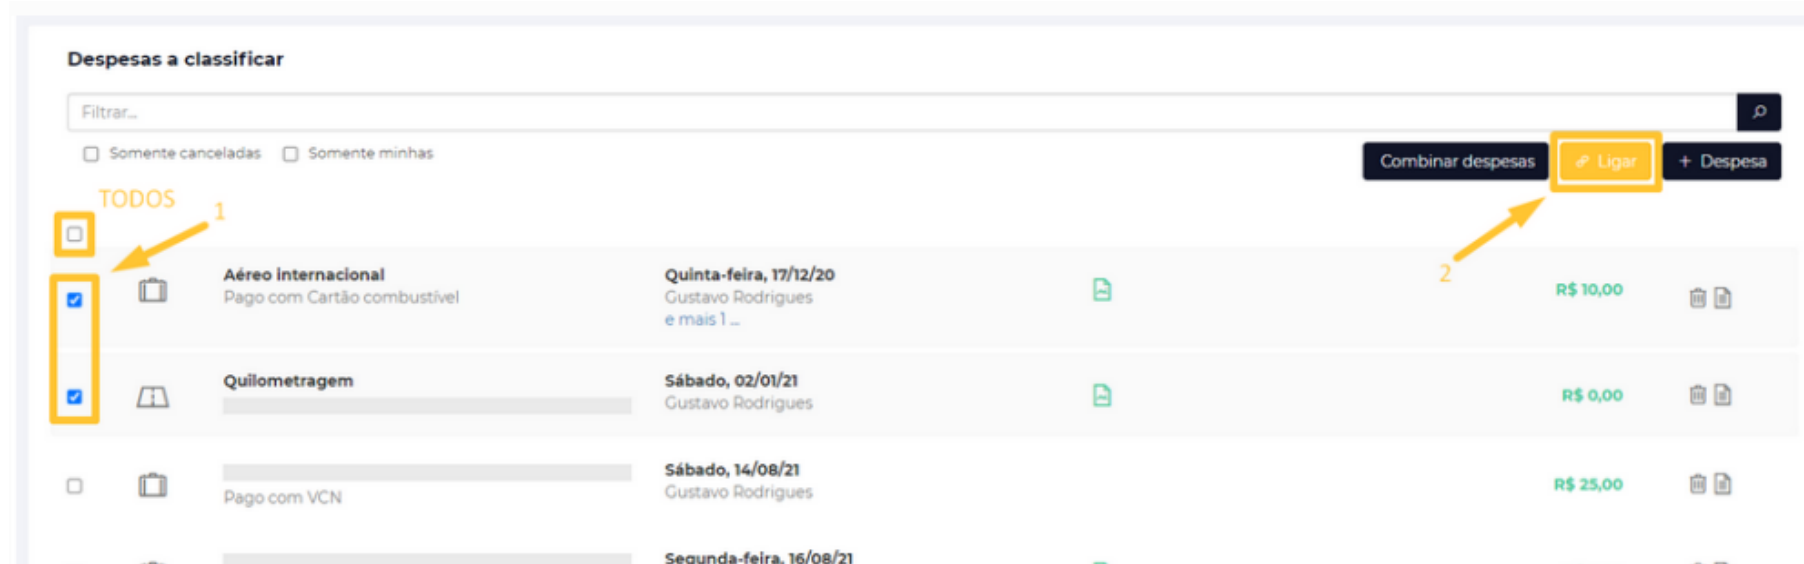 Despesas a classificar
Filtrar...
Somente canceladas Somente minhas
Combinar despesas Ligar + Despesa
TODOS
1
2
Aéreo internacional Quinta-feira, 17/12/20
Pago com Cartão combustível Gustavo Rodrigues R$ 10,00
e mais 1 ...
Quilometragem Sábado, 02/01/21
Gustavo Rodrigues R$ 0,00
Sábado, 14/08/21
Pago com VCN Gustavo Rodrigues R$ 25,00
Segunda-feira, 16/08/21